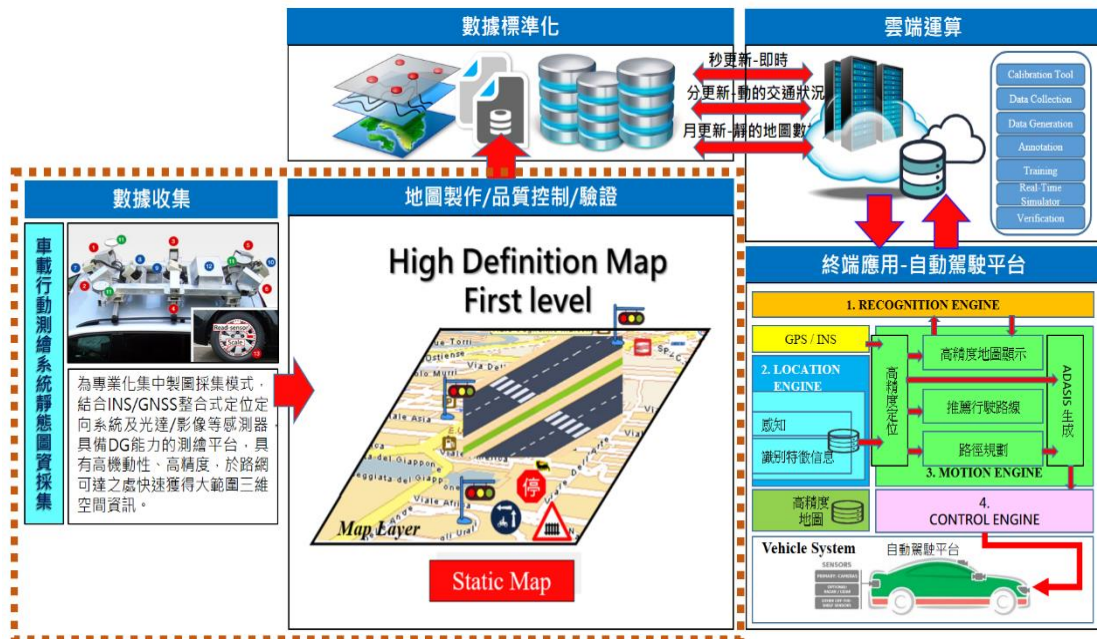 數據標準化
雲端運算
秒更新-即時
分更新-動的交通狀況
月更新-靜的地圖數
Calibration Tool
Data Collection
Data Generation
Annotation
Training
Real-Time
Simulator
Verification
數據收集
車載行動測繪系統靜態圖資採集
Read-sensor
Scale
為專業化集中製圖採集模式，
結合INS/GNSS整合式定位定
向系統及光達/影像等感測器，
具備DG能力的測繪平台，具
有高機動性、高精度，於路網
可達之處快速獲得大範圍三維
空間資訊。
地圖製作/品質控制/驗證
High Definition Map
First level
停
Map Layer
Static Map
終端應用-自動駕駛平台
1. RECOGNITION ENGINE
GPS / INS
2. LOCATION
ENGINE
感知
識別特徵信息
高精度定位
高精度地圖顯示
推薦行駛路線
路徑規劃
ADASIS 生成
3. MOTION ENGINE
高精度
地圖
4.
CONTROL ENGINE
Vehicle System
自動駕駛平台
SENSORS
PRIMARY: CAMERAS